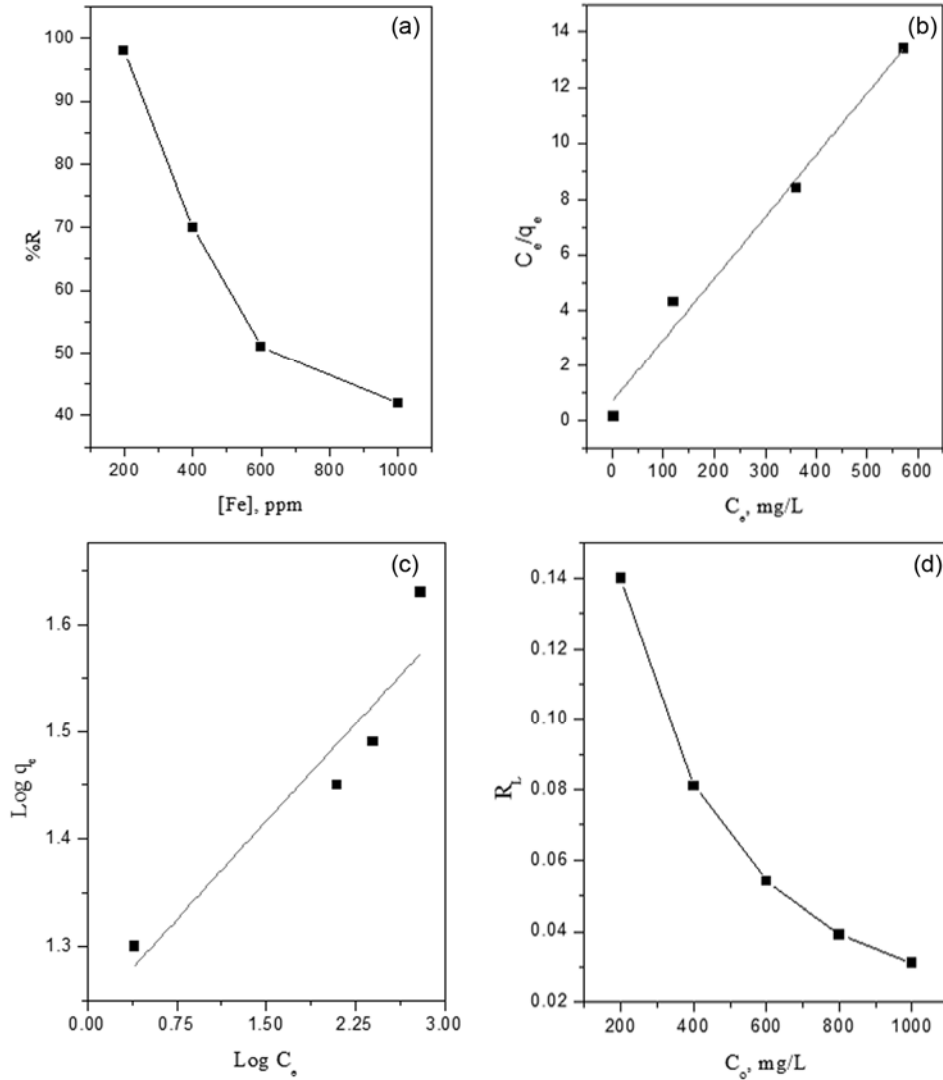 (a)
100
90
80
70
60
50
40
%R
200 400 600 800 1000
[Fe], ppm
(b)
14
12
10
8
6
4
2
0
Ce/qe
0 100 200 300 400 500 600
Ce, mg/L
(c)
1.6
1.5
1.4
1.3
Log qe
0.00 0.75 1.50 2.25 3.00
Log Ce
(d)
0.14
0.12
0.10
0.08
0.06
0.04
0.02
RL
200 400 600 800 1000
Co, mg/L